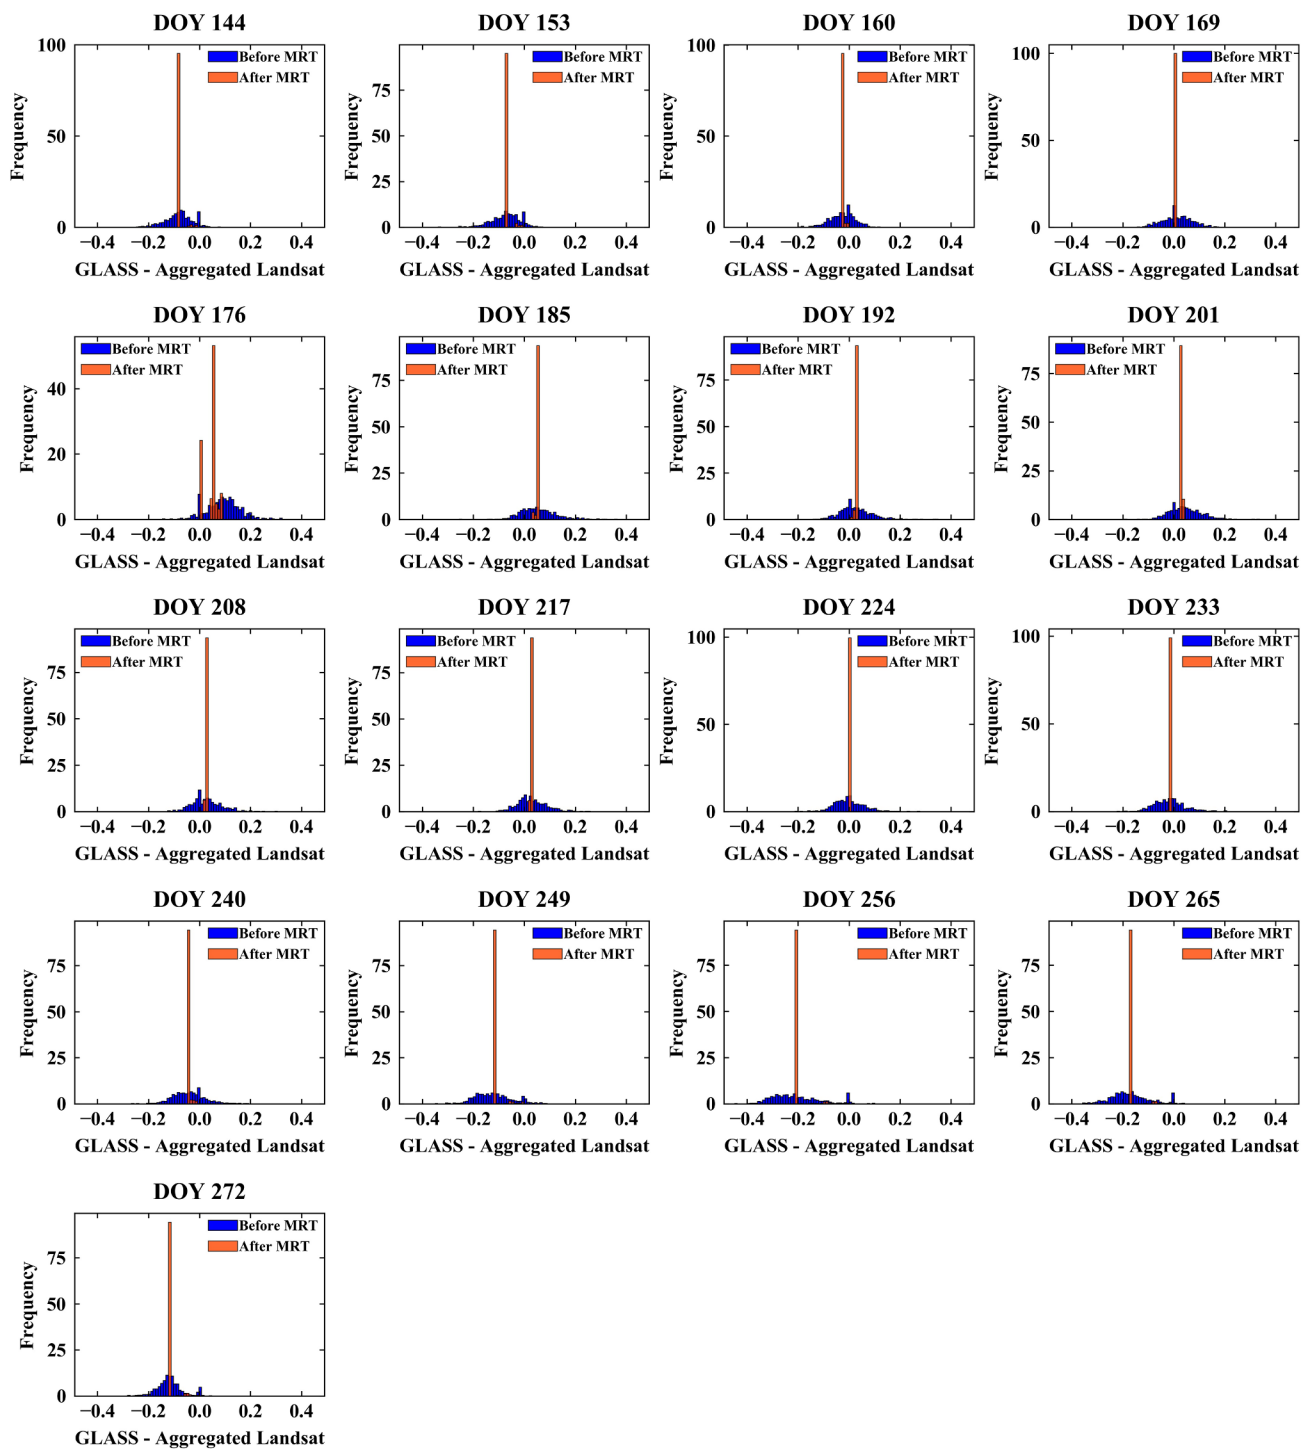 DOY 144
Frequency
100
50
0
Before MRT
After MRT
−0.4 −0.2 0.0 0.2 0.4
GLASS - Aggregated Landsat
DOY 153
Frequency
75
50
25
0
Before MRT
After MRT
−0.4 −0.2 0.0 0.2 0.4
GLASS - Aggregated Landsat
DOY 160
Frequency
100
50
0
Before MRT
After MRT
−0.4 −0.2 0.0 0.2 0.4
GLASS - Aggregated Landsat
DOY 169
Frequency
100
50
0
Before MRT
After MRT
−0.4 −0.2 0.0 0.2 0.4
GLASS - Aggregated Landsat
DOY 176
Frequency
40
20
0
Before MRT
After MRT
−0.4 −0.2 0.0 0.2 0.4
GLASS - Aggregated Landsat
DOY 185
Frequency
75
50
25
0
Before MRT
After MRT
−0.4 −0.2 0.0 0.2 0.4
GLASS - Aggregated Landsat
DOY 192
Frequency
75
50
25
0
Before MRT
After MRT
−0.4 −0.2 0.0 0.2 0.4
GLASS - Aggregated Landsat
DOY 201
Frequency
75
50
25
0
Before MRT
After MRT
−0.4 −0.2 0.0 0.2 0.4
GLASS - Aggregated Landsat
DOY 208
Frequency
75
50
25
0
Before MRT
After MRT
−0.4 −0.2 0.0 0.2 0.4
GLASS - Aggregated Landsat
DOY 217
Frequency
75
50
25
0
Before MRT
After MRT
−0.4 −0.2 0.0 0.2 0.4
GLASS - Aggregated Landsat
DOY 224
Frequency
100
50
0
Before MRT
After MRT
−0.4 −0.2 0.0 0.2 0.4
GLASS - Aggregated Landsat
DOY 233
Frequency
100
50
0
Before MRT
After MRT
−0.4 −0.2 0.0 0.2 0.4
GLASS - Aggregated Landsat
DOY 240
Frequency
75
50
25
0
Before MRT
After MRT
−0.4 −0.2 0.0 0.2 0.4
GLASS - Aggregated Landsat
DOY 249
Frequency
75
50
25
0
Before MRT
After MRT
−0.4 −0.2 0.0 0.2 0.4
GLASS - Aggregated Landsat
DOY 256
Frequency
75
50
25
0
Before MRT
After MRT
−0.4 −0.2 0.0 0.2 0.4
GLASS - Aggregated Landsat
DOY 265
Frequency
75
50
25
0
Before MRT
After MRT
−0.4 −0.2 0.0 0.2 0.4
GLASS - Aggregated Landsat
DOY 272
Frequency
75
50
25
0
Before MRT
After MRT
−0.4 −0.2 0.0 0.2 0.4
GLASS - Aggregated Landsat